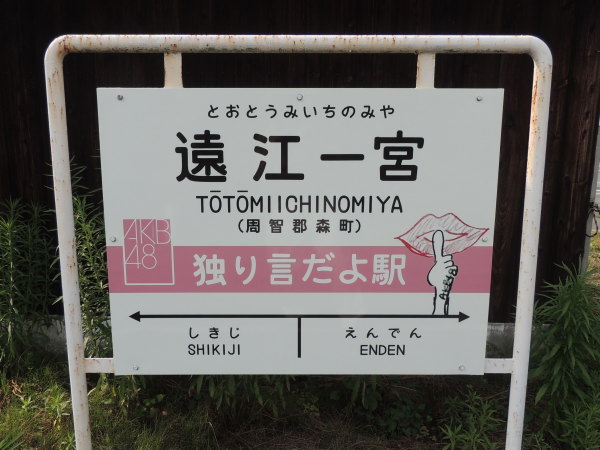 とおとうみいちのみや
遠江一宮
TŌTŌMIICHINOMIYA
(周智郡森町)
AKB
48
独り言だよ駅
しきじ
SHIKIJI
えんでん
ENDEN